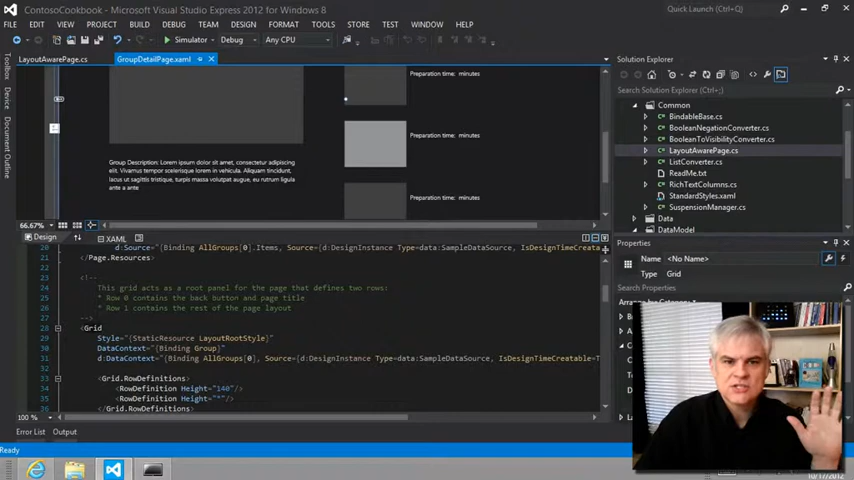 ContosoCookbook - Microsoft Visual Studio Express 2012 for Windows 8
Quick Launch (Ctrl+Q)
FILE EDIT VIEW PROJECT BUILD DEBUG TEAM DESIGN FORMAT TOOLS STORE TEST WINDOW HELP
Simulator Debug Any CPU
LayoutAwarePage.cs GroupDetailPage.xaml
Toolbox
Device
Document Outline
Preparation time: minutes
Preparation time: minutes
Group Description: Lorem ipsum dolor sit amet, consectetur adipiscing
elit. Vivamus tempor scelerisque lorem in vehicula. Aliquam tincidunt,
lacus ut sagittis tristique, turpis massa volutpat augue, eu rutrum ligula
ante a ante
Preparation time: minutes
66.67%
Design XAML
20 d:Source="{Binding AllGroups[0].Items, Source={d:DesignInstance Type=data:SampleDataSource, IsDesignTimeCreata
21 </Page.Resources>
22
23 <!--
24 This grid acts as a root panel for the page that defines two rows:
25 * Row 0 contains the back button and page title
26 * Row 1 contains the rest of the page layout
27 -->
28 <Grid
29 Style="{StaticResource LayoutRootStyle}"
30 DataContext="{Binding Group}"
31 d:DataContext="{Binding AllGroups[0], Source={d:DesignInstance Type=data:SampleDataSource, IsDesignTimeCreatable=T
32
33 <Grid.RowDefinitions>
34 <RowDefinition Height="140"/>
35 <RowDefinition Height="*"/>
36 </Grid.RowDefinitions>
100 %
Error List Output
Ready
Solution Explorer
Search Solution Explorer
Common
BindableBase.cs
BooleanNegationConverter.cs
BooleanToVisibilityConverter.cs
LayoutAwarePage.cs
ListConverter.cs
ReadMe.txt
RichTextColumns.cs
StandardStyles.xaml
SuspensionManager.cs
Data
DataModel
Properties
Name <No Name>
Type Grid
Search Properties